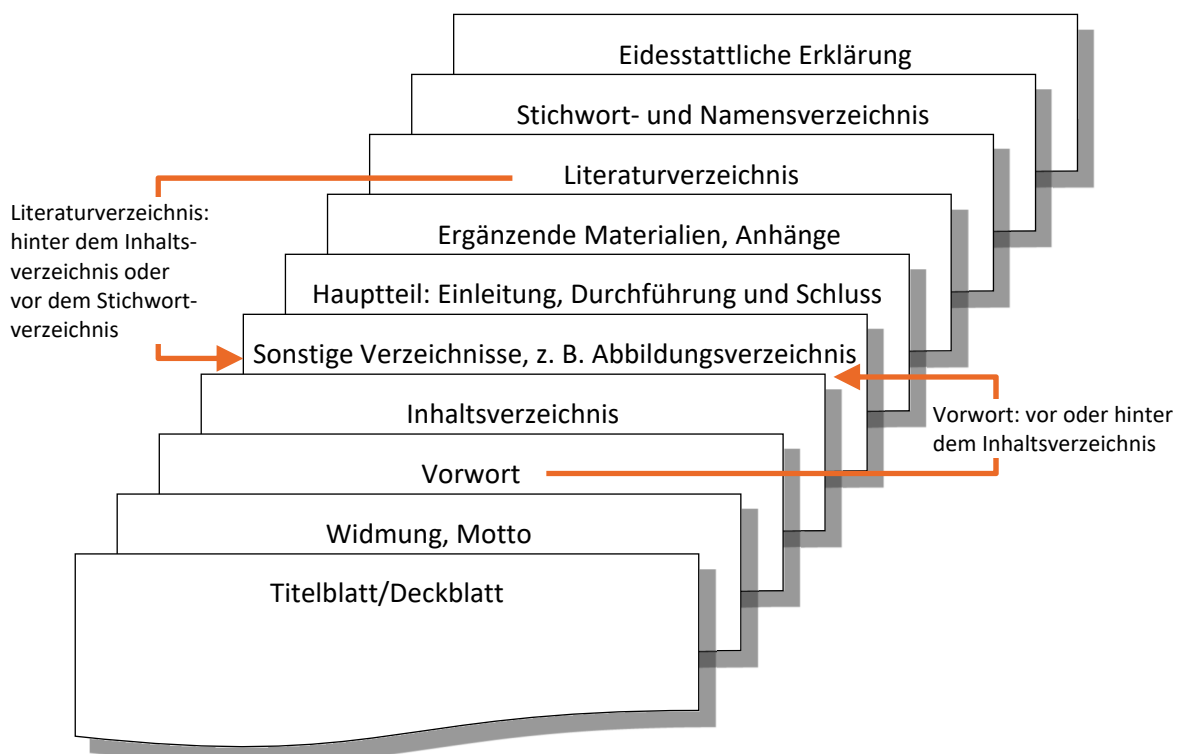 Eidesstattliche Erklärung
Stichwort- und Namensverzeichnis
Literaturverzeichnis
Literaturverzeichnis:
hinter dem Inhalts-
verzeichnis oder
vor dem Stichwort-
verzeichnis
Ergänzende Materialien, Anhänge
Hauptteil: Einleitung, Durchführung und Schluss
Sonstige Verzeichnisse, z. B. Abbildungsverzeichnis
Inhaltsverzeichnis
Vorwort: vor oder hinter
dem Inhaltsverzeichnis
Vorwort
Widmung, Motto
Titelblatt/Deckblatt